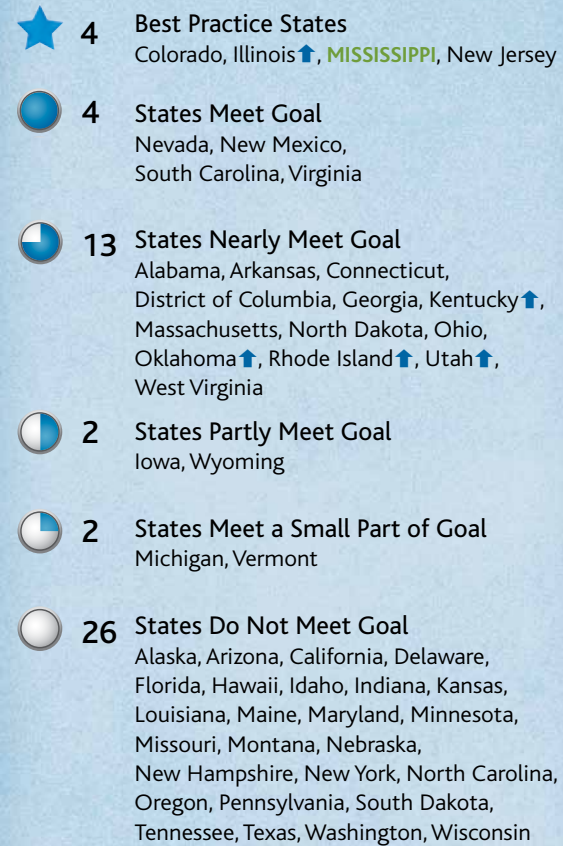 4 Best Practice States
Colorado, Illinois⬆, MISSISSIPPI, New Jersey
4 States Meet Goal
Nevada, New Mexico,
South Carolina, Virginia
13 States Nearly Meet Goal
Alabama, Arkansas, Connecticut,
District of Columbia, Georgia, Kentucky⬆,
Massachusetts, North Dakota, Ohio,
Oklahoma⬆, Rhode Island⬆, Utah⬆,
West Virginia
2 States Partly Meet Goal
Iowa, Wyoming
2 States Meet a Small Part of Goal
Michigan, Vermont
26 States Do Not Meet Goal
Alaska, Arizona, California, Delaware,
Florida, Hawaii, Idaho, Indiana, Kansas,
Louisiana, Maine, Maryland, Minnesota,
Missouri, Montana, Nebraska,
New Hampshire, New York, North Carolina,
Oregon, Pennsylvania, South Dakota,
Tennessee, Texas, Washington, Wisconsin